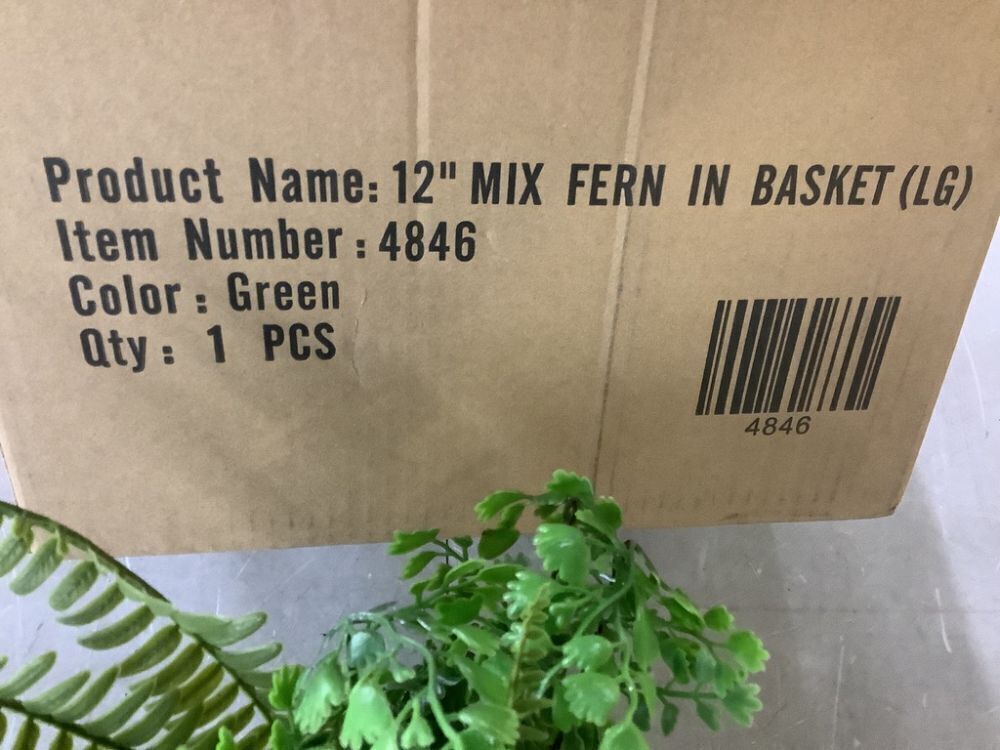 Product Name: 12" MIX FERN IN BASKET (LG)
Item Number: 4846
Color: Green
Qty: 1 PCS
4846